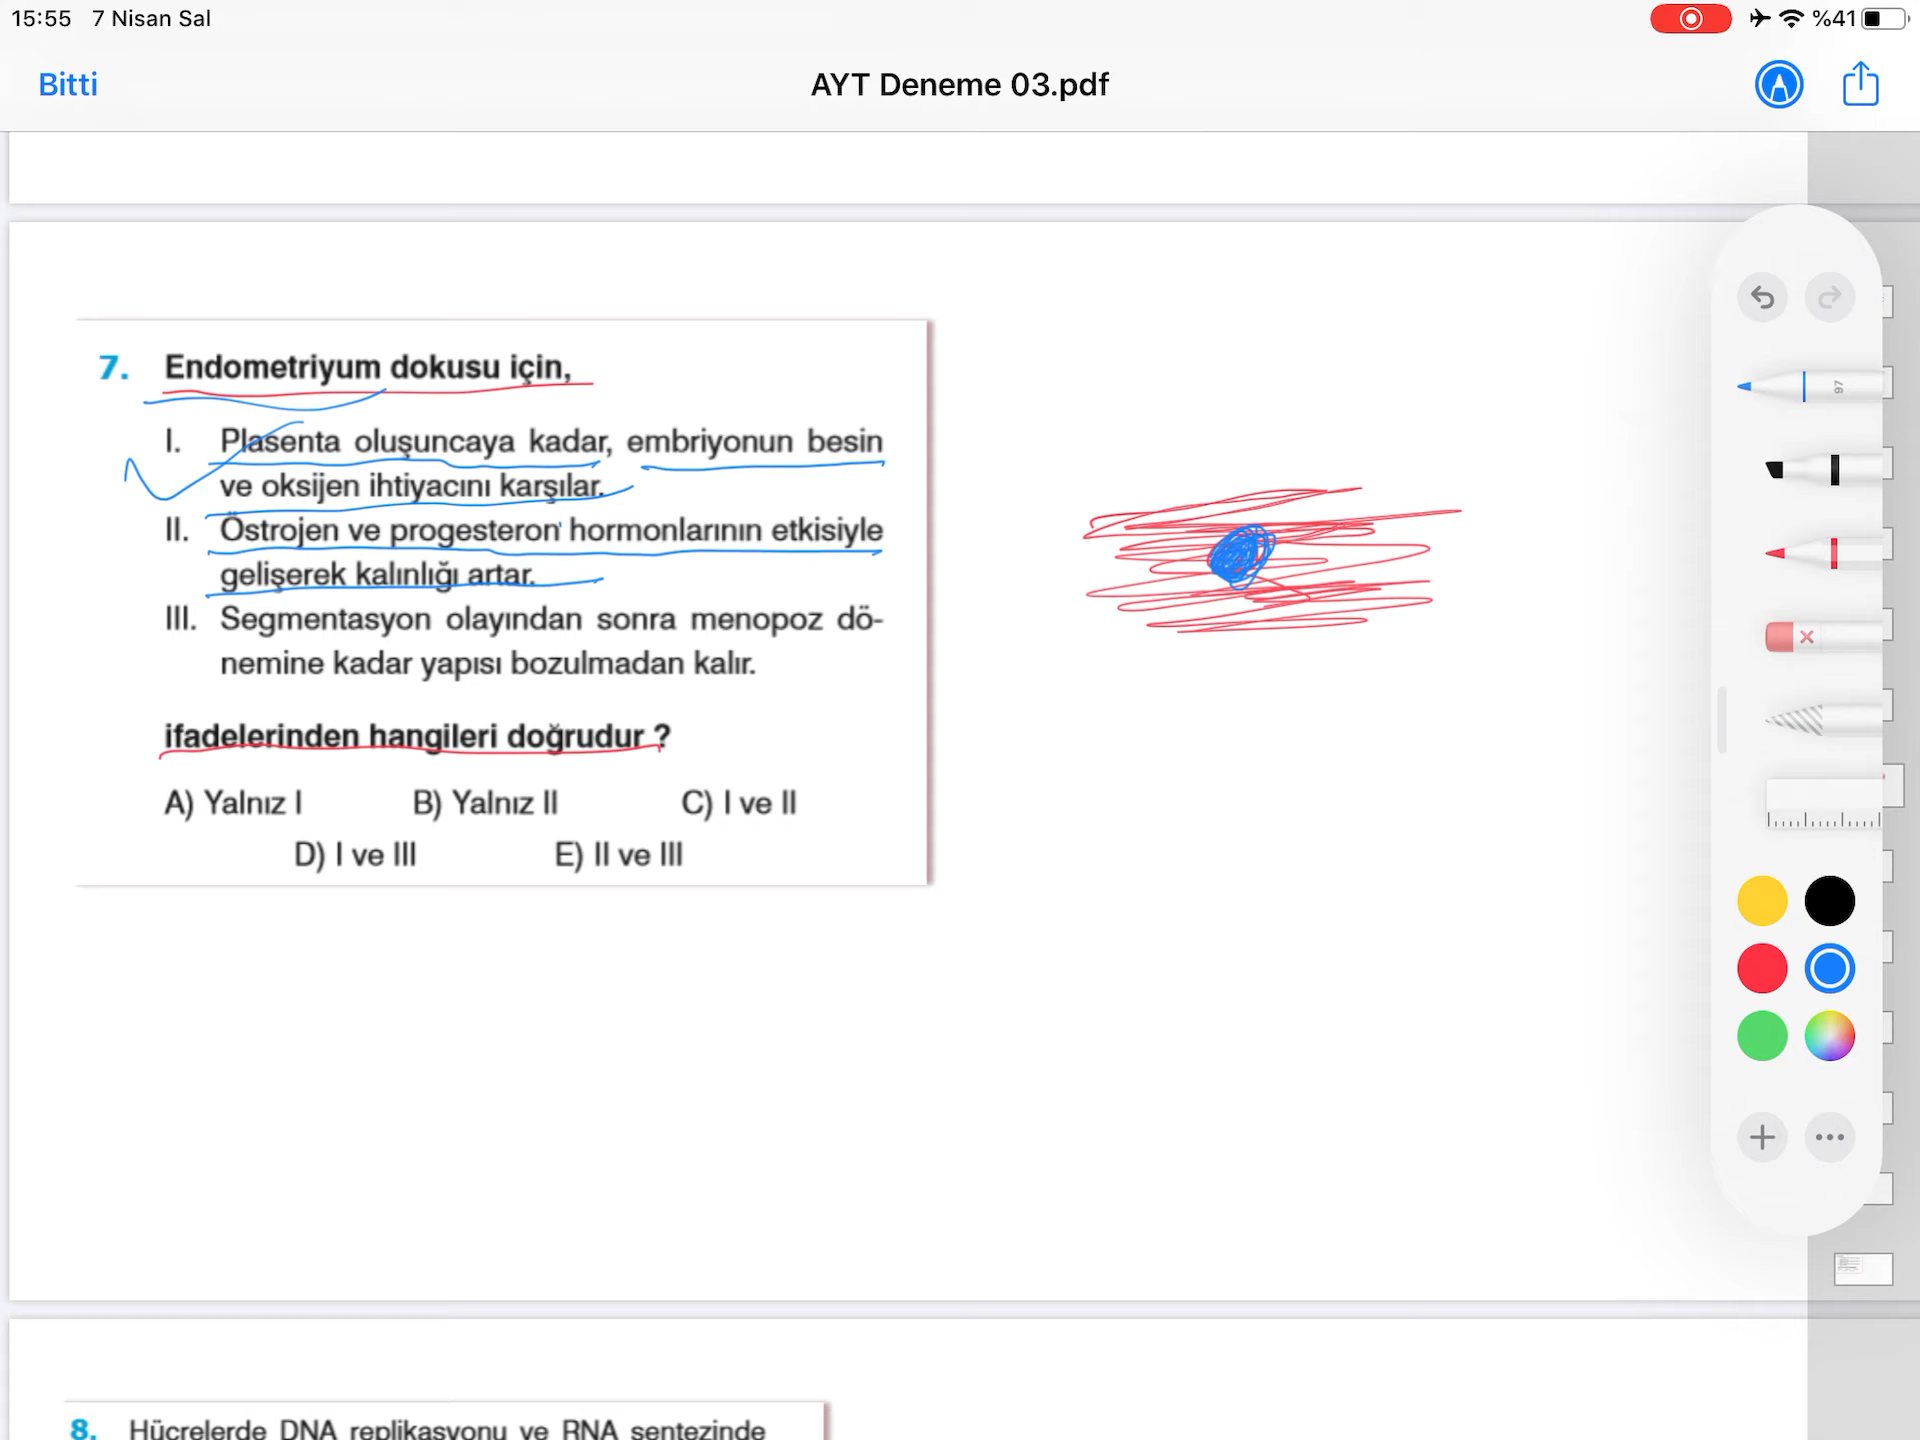 15:55 7 Nisan Sal
%41
Bitti
AYT Deneme 03.pdf
97
7. Endometriyum dokusu için,
I. Plasenta oluşuncaya kadar, embriyonun besin
ve oksijen ihtiyacını karşılar.
II. Östrojen ve progesteron hormonlarının etkisiyle
gelişerek kalınlığı artar.
III. Segmentasyon olayından sonra menopoz dö-
nemine kadar yapısı bozulmadan kalır.
ifadelerinden hangileri doğrudur ?
A) Yalnız I B) Yalnız II C) I ve II
D) I ve III E) II ve III
8. Hücrelerde DNA replikasyonu ve RNA sentezinde